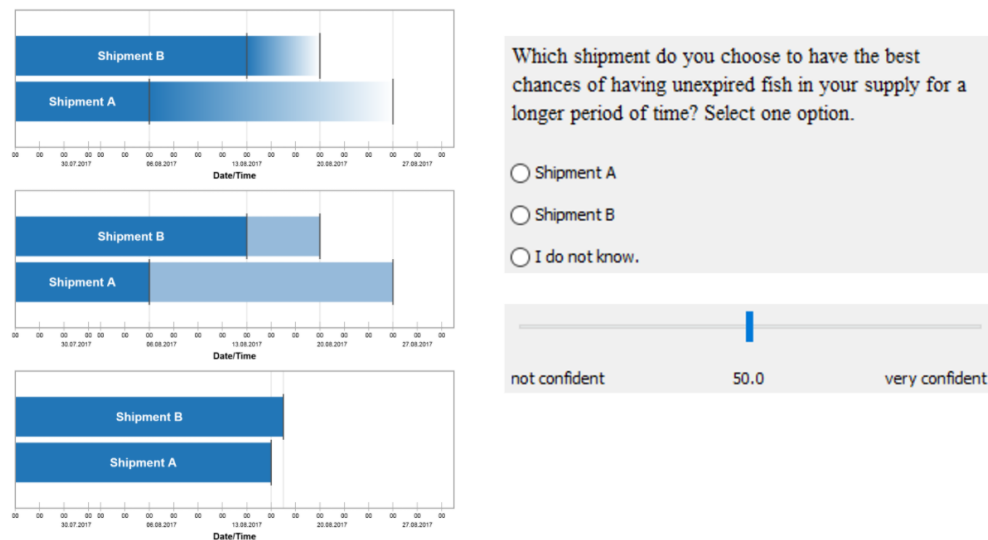 Shipment B
Shipment A
00 00 00 00 00 00 00 00 00 00 00 00 00 00 00 00 00 00 00
30.07.2017 06.08.2017 13.08.2017 20.08.2017 27.08.2017
Date/Time
Shipment B
Shipment A
00 00 00 00 00 00 00 00 00 00 00 00 00 00 00 00 00 00 00
30.07.2017 06.08.2017 13.08.2017 20.08.2017 27.08.2017
Date/Time
Shipment B
Shipment A
00 00 00 00 00 00 00 00 00 00 00 00 00 00 00 00 00 00 00
30.07.2017 06.08.2017 13.08.2017 20.08.2017 27.08.2017
Date/Time
Which shipment do you choose to have the best
chances of having unexpired fish in your supply for a
longer period of time? Select one option.
Shipment A
Shipment B
I do not know.
not confident 50.0 very confident